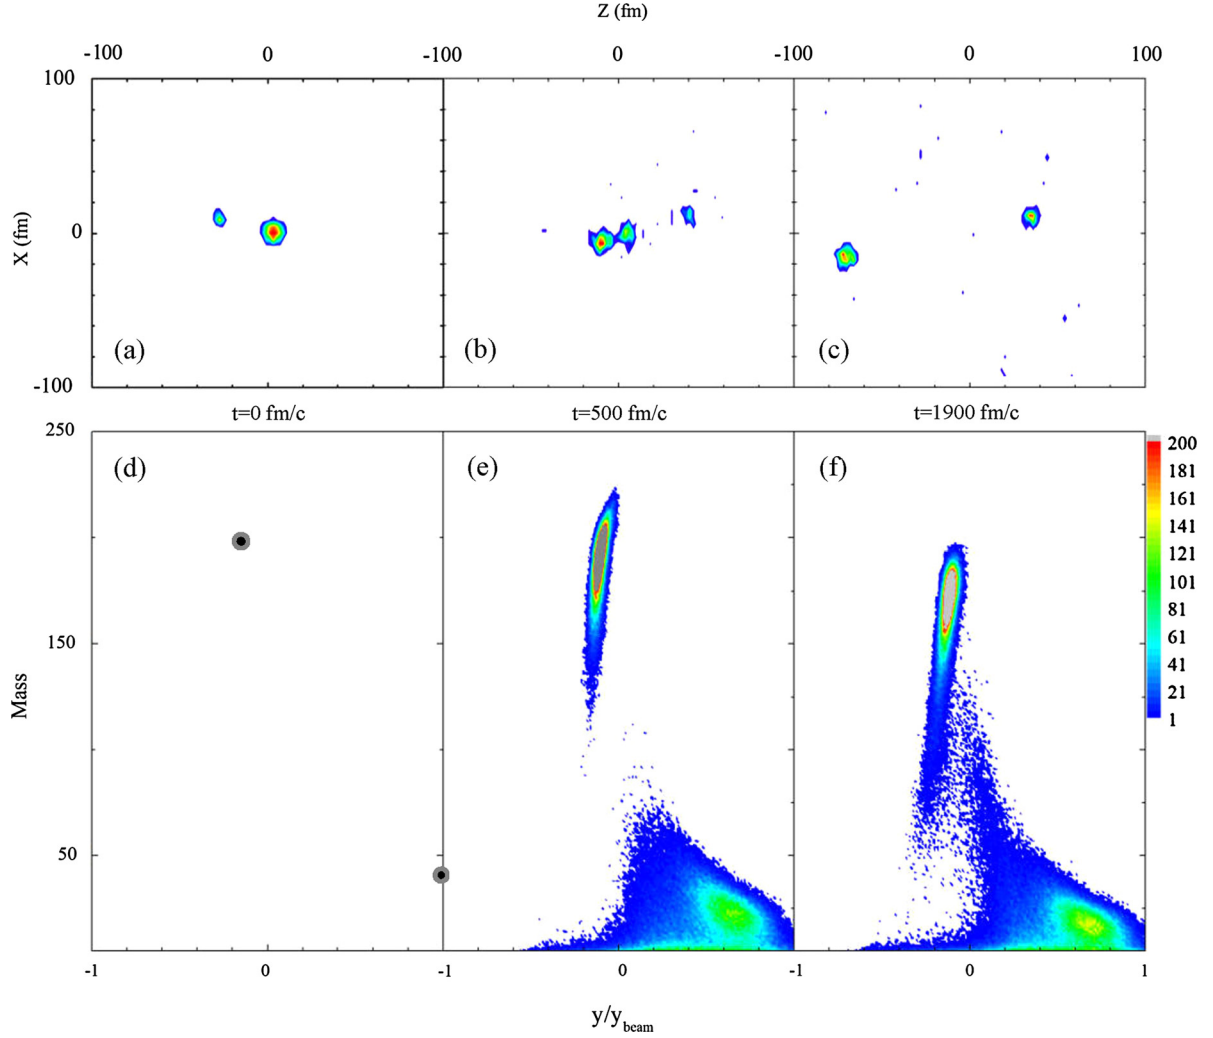 Z (fm)
-100 0 -100 0 -100 0 100
100
X (fm)
0
-100
(a) (b) (c)
t=0 fm/c t=500 fm/c t=1900 fm/c
250
(d) (e) (f)
Mass
150
50
200
181
161
141
121
101
81
61
41
21
1
-1 0 -1 0 -1 0 1
y/y_beam